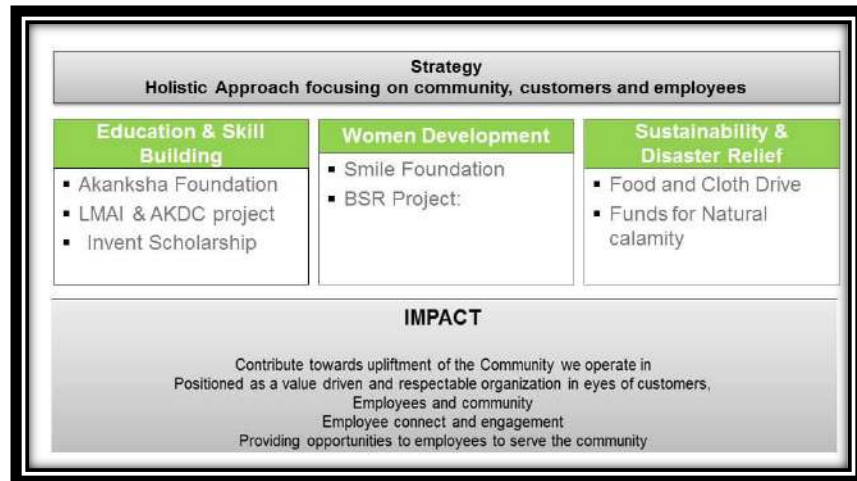 Strategy
Holistic Approach focusing on community, customers and employees
Education & Skill
Building
▪ Akanksha Foundation
▪ LMAI & AKDC project
▪ Invent Scholarship
Women Development
▪ Smile Foundation
▪ BSR Project:
Sustainability &
Disaster Relief
▪ Food and Cloth Drive
▪ Funds for Natural
calamity
IMPACT
Contribute towards upliftment of the Community we operate in
Positioned as a value driven and respectable organization in eyes of customers,
Employees and community
Employee connect and engagement
Providing opportunities to employees to serve the community